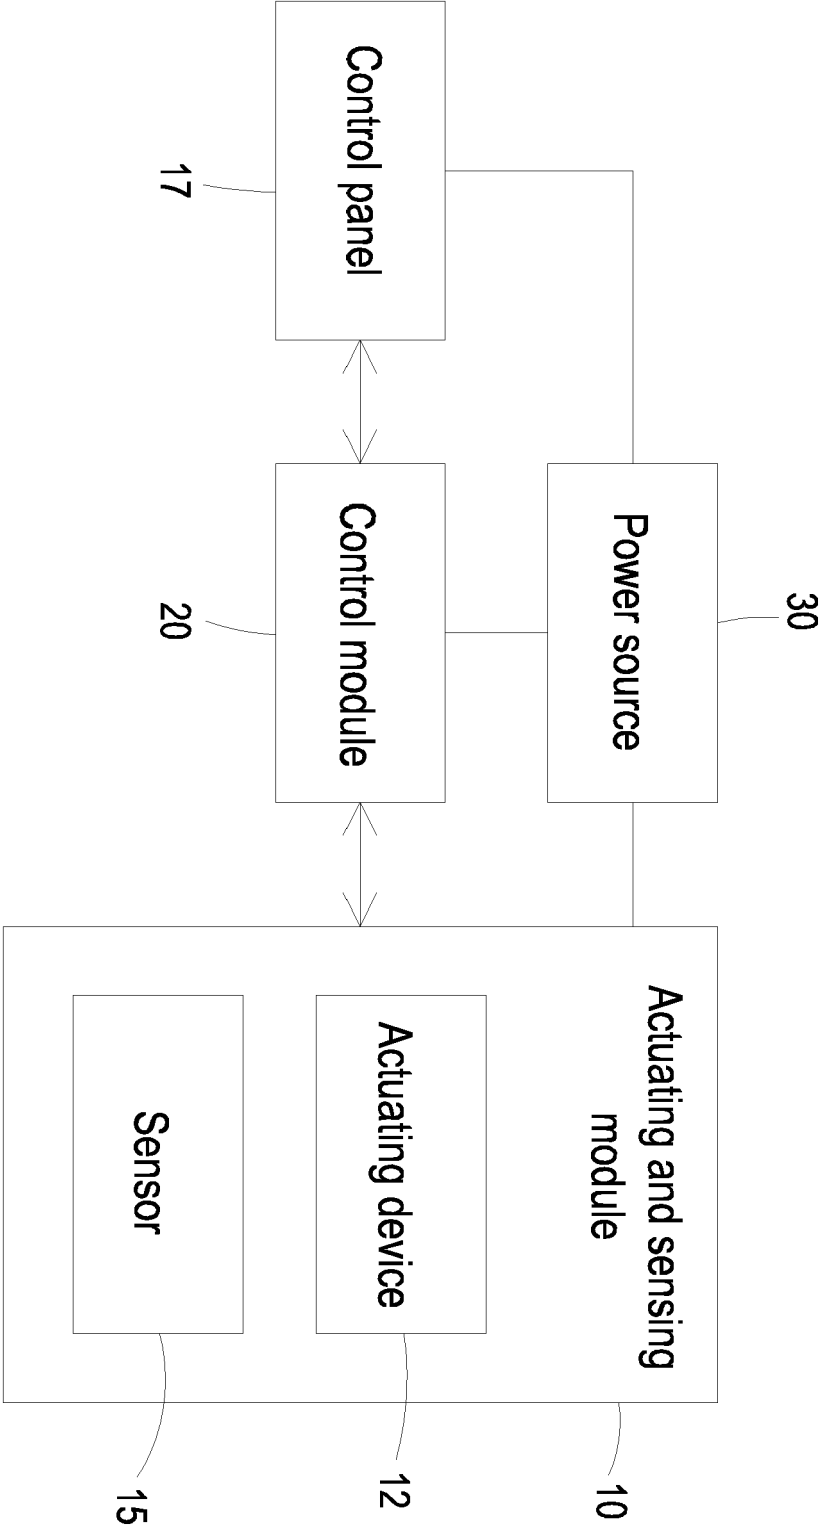 30
Power source
Actuating and sensing
module
Control panel
Control module
Actuating device
17
20
Sensor
10
12
15